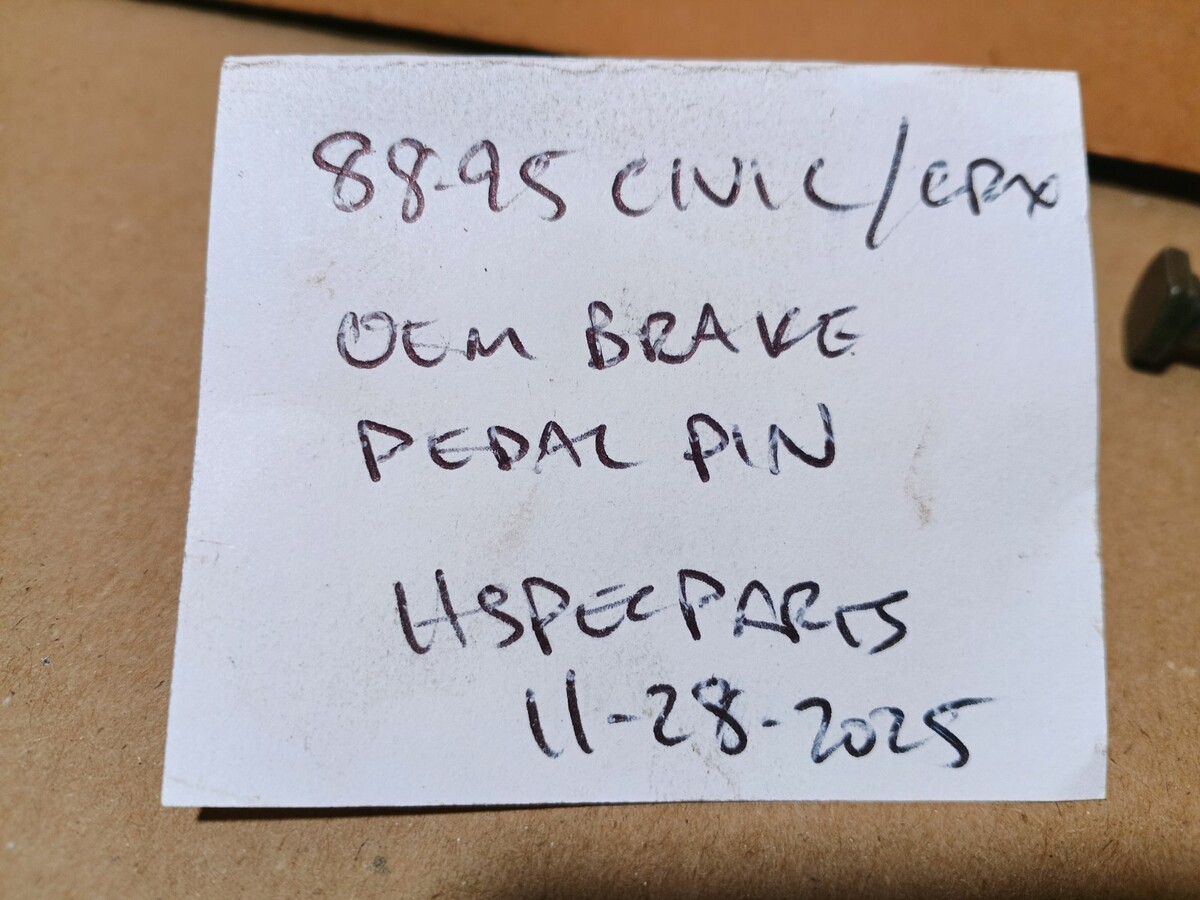 88-95 CIVIC/CRX
OEM BRAKE
PEDAL PIN
HSPECPARTS
11-28-2025